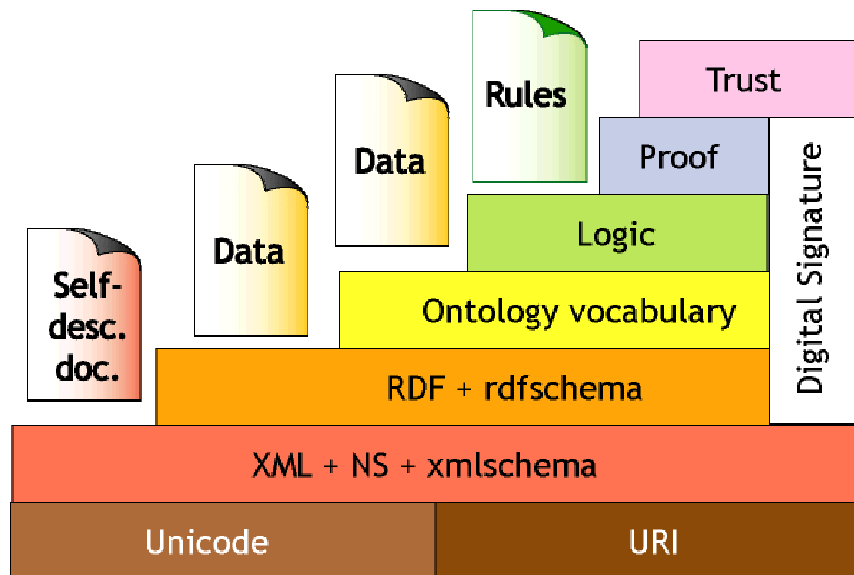 Trust
Rules
Proof
Data
Logic
Data
Digital Signature
Self-
desc.
doc.
Ontology vocabulary
RDF + rdfschema
XML + NS + xmlschema
Unicode
URI